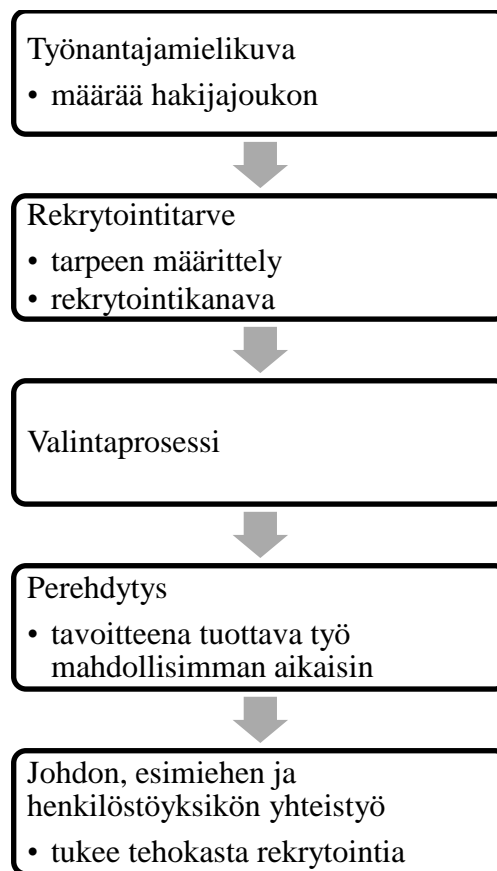 Työnantajamielikuva
• määrää hakijajoukon
Rekrytointitarve
• tarpeen määrittely
• rekrytointikanava
Valintaprosessi
Perehdytys
• tavoitteena tuottava työ
mahdollisimman aikaisin
Johdon, esimiehen ja
henkilöstöyksikön yhteistyö
• tukee tehokasta rekrytointia